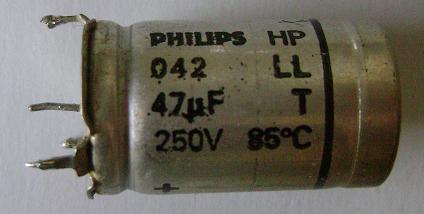 PHILIPS HP
042 LL
47µF T
250V 85°C
+